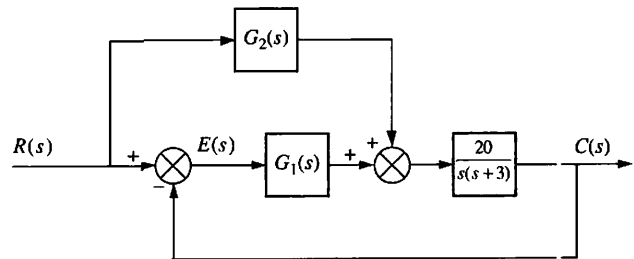 G₂(s)
R(s)
+
−
E(s)
G₁(s)
+
+
20
s(s+3)
C(s)